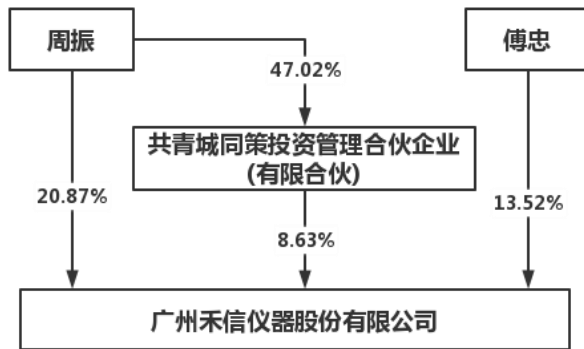 周振
傅忠
47.02%
共青城同策投资管理合伙企业
(有限合伙)
20.87%
8.63%
13.52%
广州禾信仪器股份有限公司